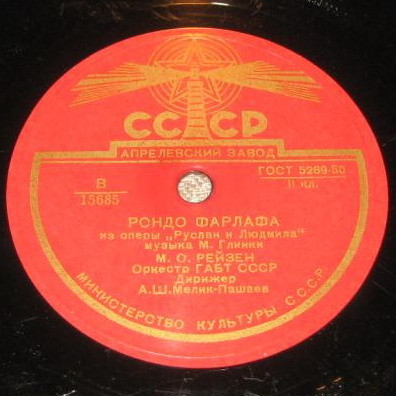 СССР
АПРЕЛЕВСКИЙ ЗАВОД
ГОСТ 5289-50
В
15685
II кл.
РОНДО ФАРЛАФА
из оперы „Руслан и Людмила"
музыка М. Глинки
М. О. РЕЙЗЕН
Оркестр ГАБТ СССР
Дирижер
А.Ш.Мелик-Пашаев
МИНИСТЕРСТВО КУЛЬТУРЫ С.С.С.Р.